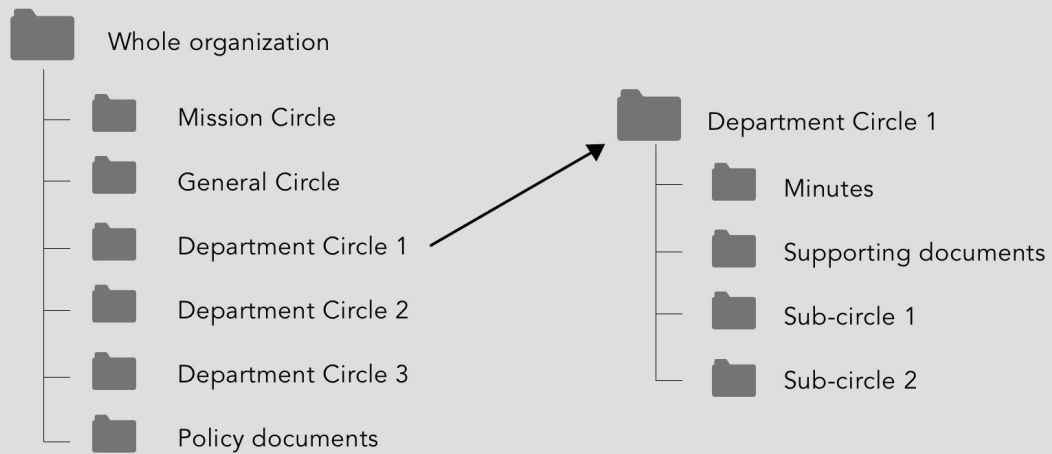 Whole organization
Mission Circle
General Circle
Department Circle 1
Department Circle 2
Department Circle 3
Policy documents
Department Circle 1
Minutes
Supporting documents
Sub-circle 1
Sub-circle 2